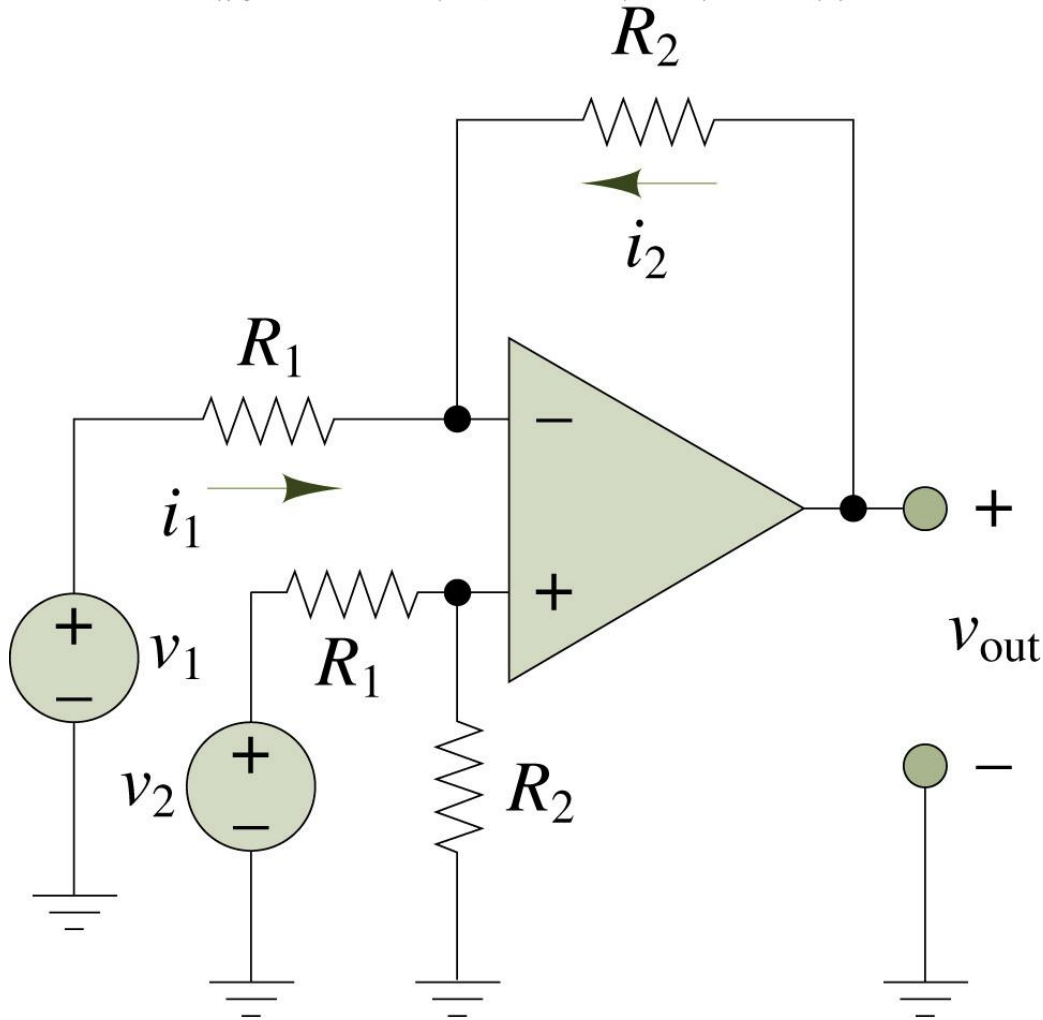 R₂
i₂
R₁
−
i₁
+
+
+
v₁
R₁
vₒᵤₜ
−
+
v₂
R₂
−
−